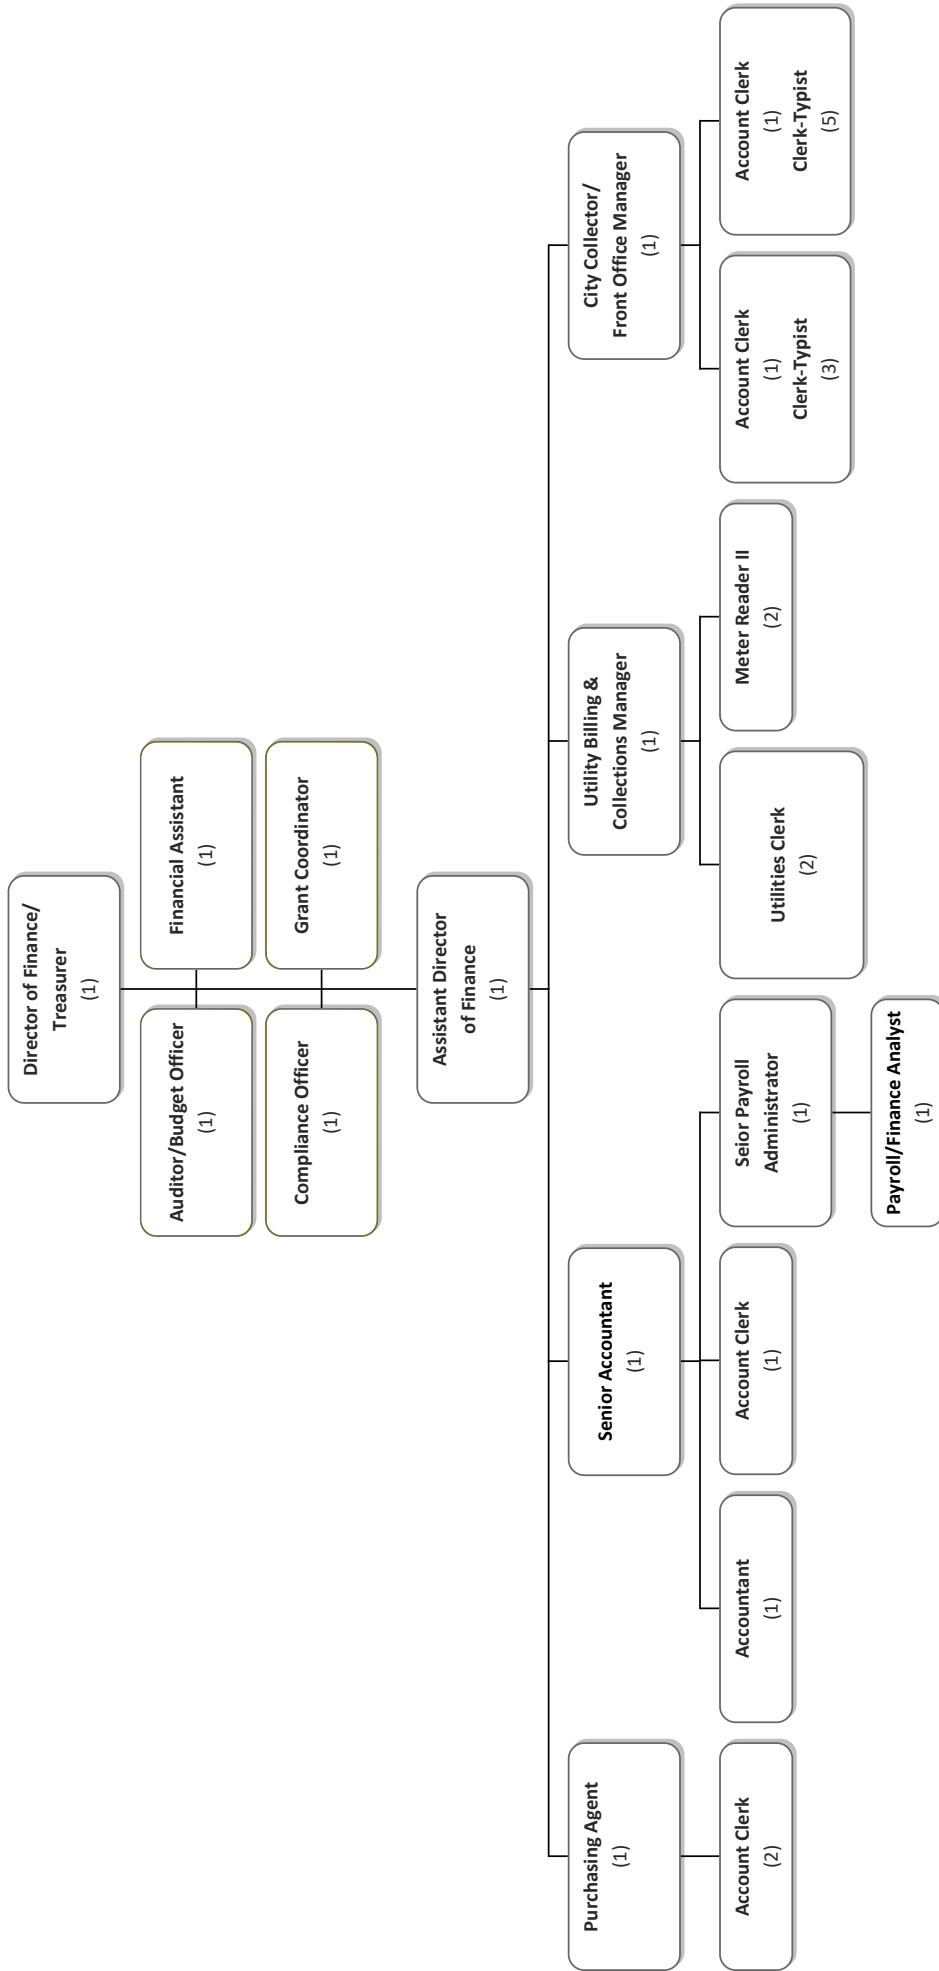 Director of Finance/
Treasurer
(1)
Auditor/Budget Officer
(1)
Financial Assistant
(1)
Compliance Officer
(1)
Grant Coordinator
(1)
Assistant Director
of Finance
(1)
Purchasing Agent
(1)
Senior Accountant
(1)
Utility Billing &
Collections Manager
(1)
City Collector/
Front Office Manager
(1)
Account Clerk
(2)
Accountant
(1)
Account Clerk
(1)
Seior Payroll
Administrator
(1)
Utilities Clerk
(2)
Meter Reader II
(2)
Account Clerk
(1)
Clerk-Typist
(3)
Account Clerk
(1)
Clerk-Typist
(5)
Payroll/Finance Analyst
(1)